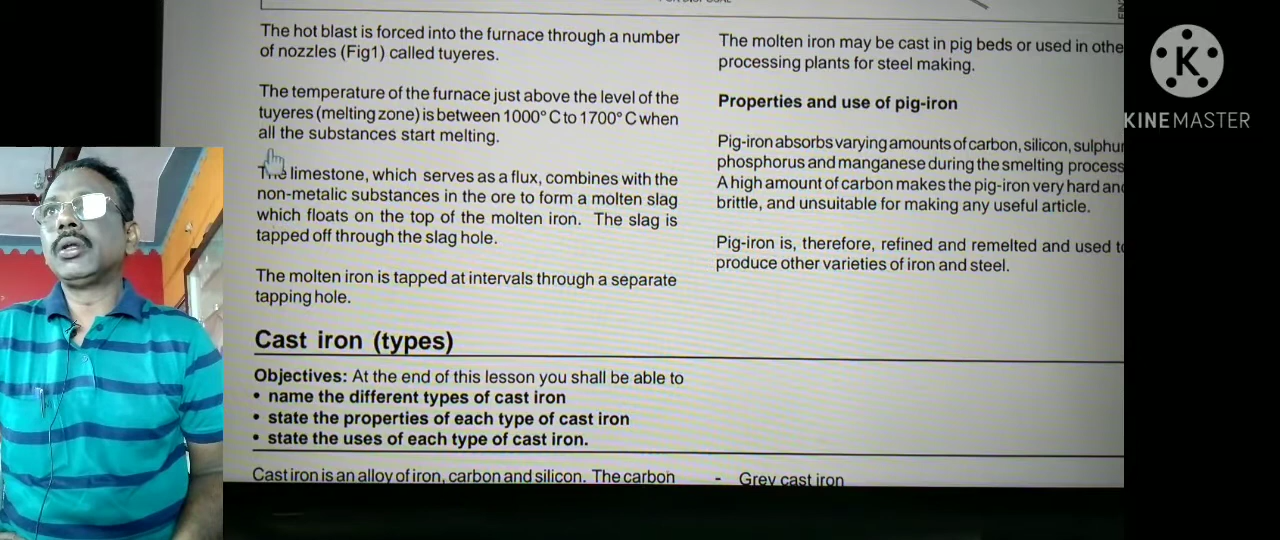 The hot blast is forced into the furnace through a number
of nozzles (Fig1) called tuyeres.
The temperature of the furnace just above the level of the
tuyeres (melting zone) is between 1000° C to 1700° C when
all the substances start melting.
The limestone, which serves as a flux, combines with the
non-metalic substances in the ore to form a molten slag
which floats on the top of the molten iron. The slag is
tapped off through the slag hole.
The molten iron is tapped at intervals through a separate
tapping hole.
The molten iron may be cast in pig beds or used in othe
processing plants for steel making.
Properties and use of pig-iron
Pig-iron absorbs varying amounts of carbon, silicon, sulphur
phosphorus and manganese during the smelting process
A high amount of carbon makes the pig-iron very hard and
brittle, and unsuitable for making any useful article.
Pig-iron is, therefore, refined and remelted and used to
produce other varieties of iron and steel.
Cast iron (types)
Objectives: At the end of this lesson you shall be able to
• name the different types of cast iron
• state the properties of each type of cast iron
• state the uses of each type of cast iron.
Cast iron is an alloy of iron, carbon and silicon. The carbon
- Grey cast iron
K
KINEMASTER